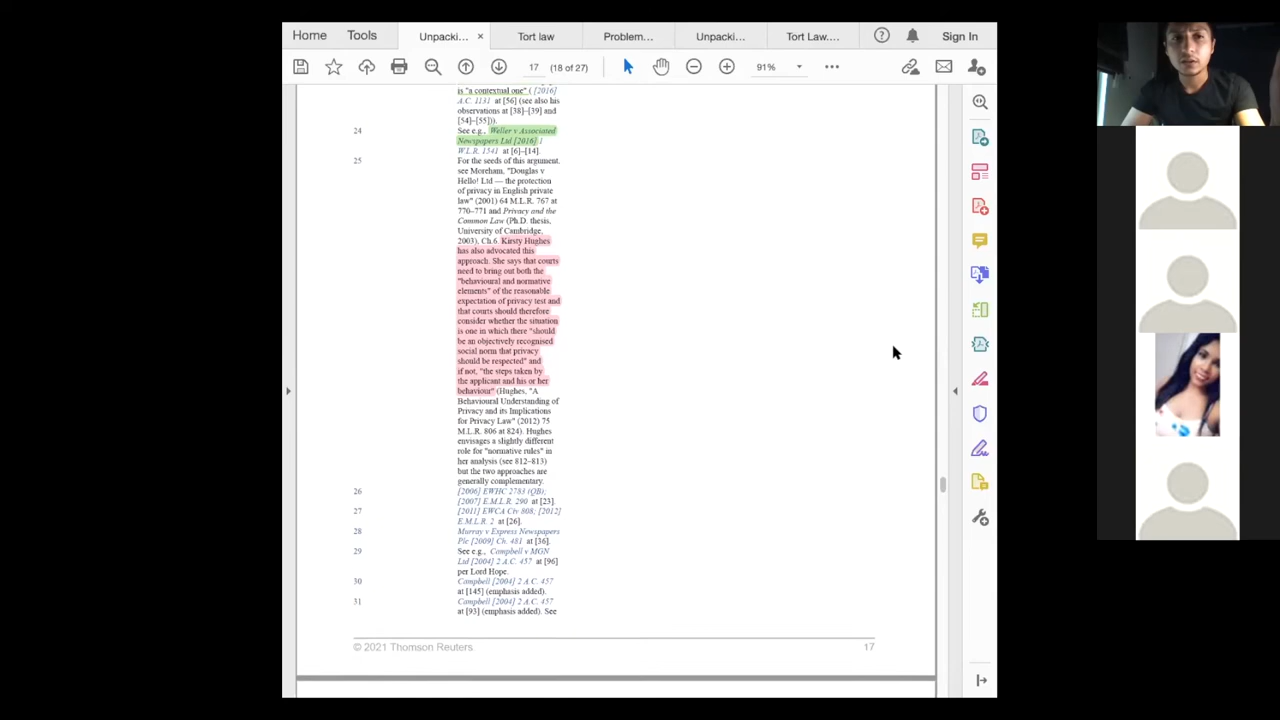 Home
Tools
Unpacki...
×
Tort law
Problem...
Unpacki...
Tort Law....
Sign In
17
(18 of 27)
91%
is "a contextual one" ( [2016]
A.C. 1131 at [56] (see also his
observations at [38]–[39] and
[54]–[55])).
24
See e.g., Weller v Associated
Newspapers Ltd [2016] 1
W.L.R. 1541 at [6]–[14].
25
For the seeds of this argument,
see Moreham, "Douglas v
Hello! Ltd — the protection
of privacy in English private
law" (2001) 64 M.L.R. 767 at
770–771 and Privacy and the
Common Law (Ph.D. thesis,
University of Cambridge,
2003), Ch.6. Kirsty Hughes
has also advocated this
approach. She says that courts
need to bring out both the
"behavioural and normative
elements" of the reasonable
expectation of privacy test and
that courts should therefore
consider whether the situation
is one in which there "should
be an objectively recognised
social norm that privacy
should be respected" and
if not, "the steps taken by
the applicant and his or her
behaviour" (Hughes, "A
Behavioural Understanding of
Privacy and its Implications
for Privacy Law" (2012) 75
M.L.R. 806 at 824). Hughes
envisages a slightly different
role for "normative rules" in
her analysis (see 812–813)
but the two approaches are
generally complementary.
26
[2006] EWHC 2783 (QB);
[2007] E.M.L.R. 290 at [23].
27
[2011] EWCA Civ 808; [2012]
E.M.L.R. 2 at [26].
28
Murray v Express Newspapers
Plc [2009] Ch. 481 at [36].
29
See e.g., Campbell v MGN
Ltd [2004] 2 A.C. 457 at [96]
per Lord Hope.
30
Campbell [2004] 2 A.C. 457
at [145] (emphasis added).
31
Campbell [2004] 2 A.C. 457
at [93] (emphasis added). See
© 2021 Thomson Reuters.
17